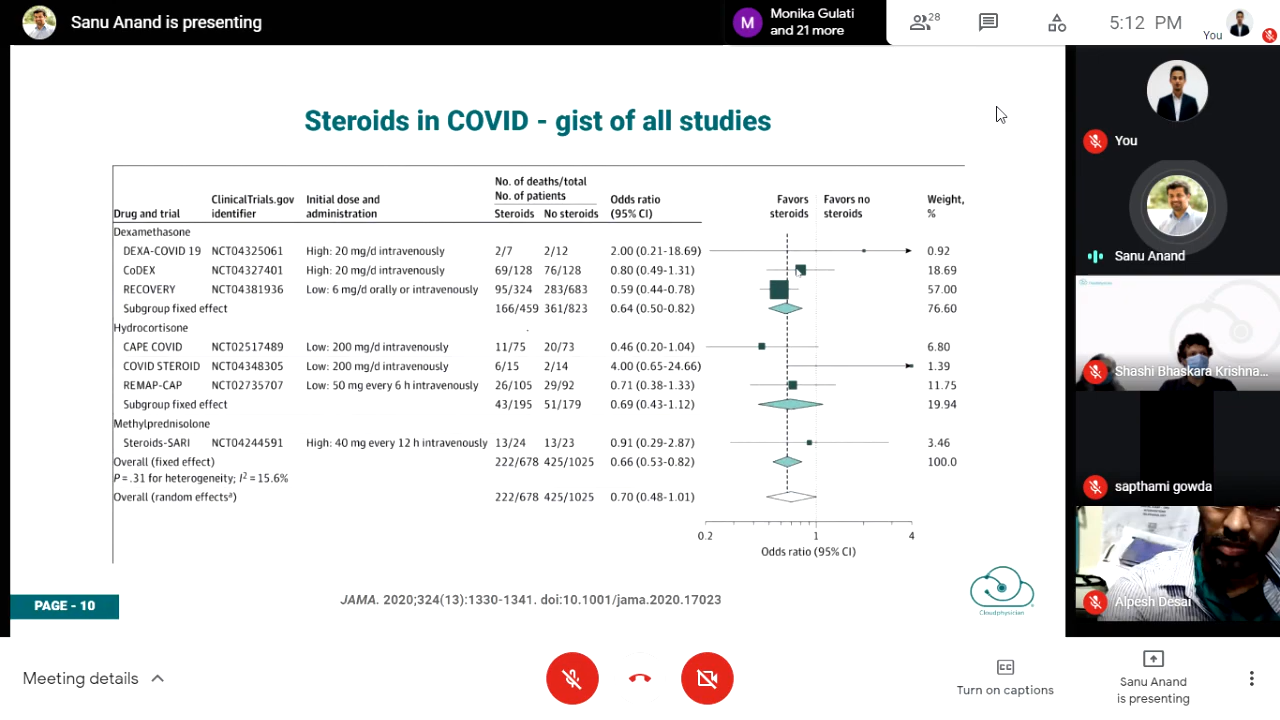 Sanu Anand is presenting
M
Monika Gulati
and 21 more
28
5:12 PM
You
Steroids in COVID - gist of all studies
Drug and trial
ClinicalTrials.gov identifier
Initial dose and administration
No. of deaths/total No. of patients
Steroids No steroids
Odds ratio (95% CI)
Favors steroids
Favors no steroids
Weight, %
Dexamethasone
DEXA-COVID 19 NCT04325061 High: 20 mg/d intravenously 2/7 2/12 2.00 (0.21-18.69) 0.92
CoDEX NCT04327401 High: 20 mg/d intravenously 69/128 76/128 0.80 (0.49-1.31) 18.69
RECOVERY NCT04381936 Low: 6 mg/d orally or intravenously 95/324 283/683 0.59 (0.44-0.78) 57.00
Subgroup fixed effect 166/459 361/823 0.64 (0.50-0.82) 76.60
Hydrocortisone
CAPE COVID NCT02517489 Low: 200 mg/d intravenously 11/75 20/73 0.46 (0.20-1.04) 6.80
COVID STEROID NCT04348305 Low: 200 mg/d intravenously 6/15 2/14 4.00 (0.65-24.66) 1.39
REMAP-CAP NCT02735707 Low: 50 mg every 6 h intravenously 26/105 29/92 0.71 (0.38-1.33) 11.75
Subgroup fixed effect 43/195 51/179 0.69 (0.43-1.12) 19.94
Methylprednisolone
Steroids-SARI NCT04244591 High: 40 mg every 12 h intravenously 13/24 13/23 0.91 (0.29-2.87) 3.46
Overall (fixed effect) 222/678 425/1025 0.66 (0.53-0.82) 100.0
P = .31 for heterogeneity; I² = 15.6%
Overall (random effectsᵃ) 222/678 425/1025 0.70 (0.48-1.01)
0.2 1 4
Odds ratio (95% CI)
PAGE - 10
JAMA. 2020;324(13):1330-1341. doi:10.1001/jama.2020.17023
Cloudphysician
You
Sanu Anand
Shashi Bhaskara Krishna...
sapthami gowda
Alpesh Desai
Meeting details
CC
Turn on captions
Sanu Anand
is presenting